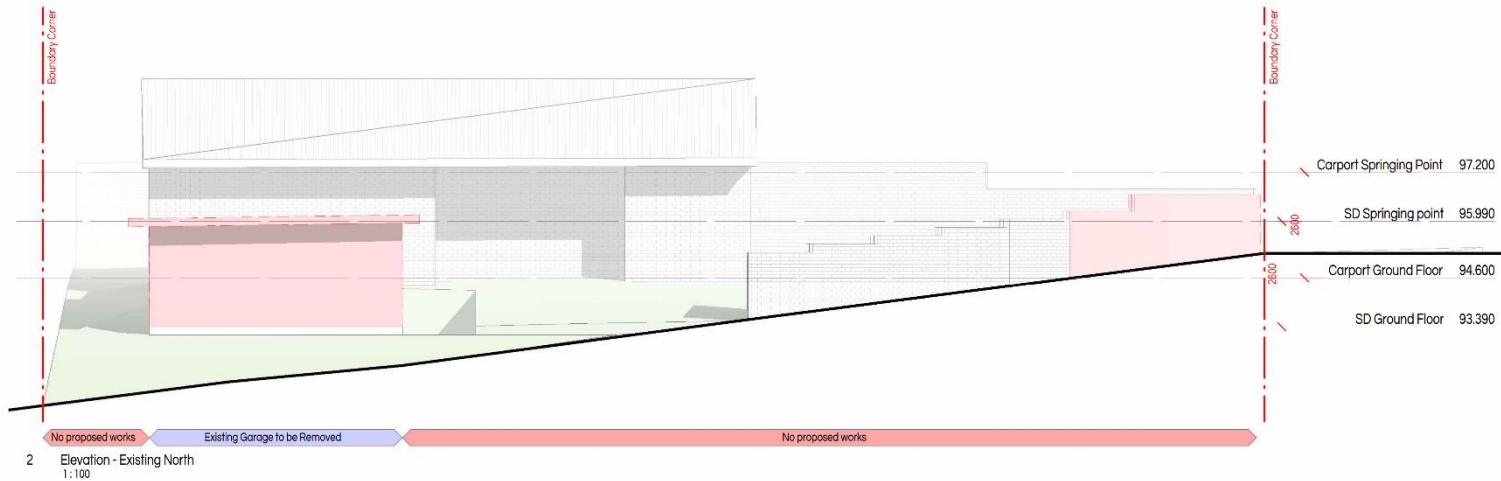 Boundary Corner
Boundary Corner
Carport Springing Point 97.200
SD Springing point 95.990
2600
Carport Ground Floor 94.600
2600
SD Ground Floor 93.390
No proposed works
Existing Garage to be Removed
No proposed works
2 Elevation - Existing North
1 : 100